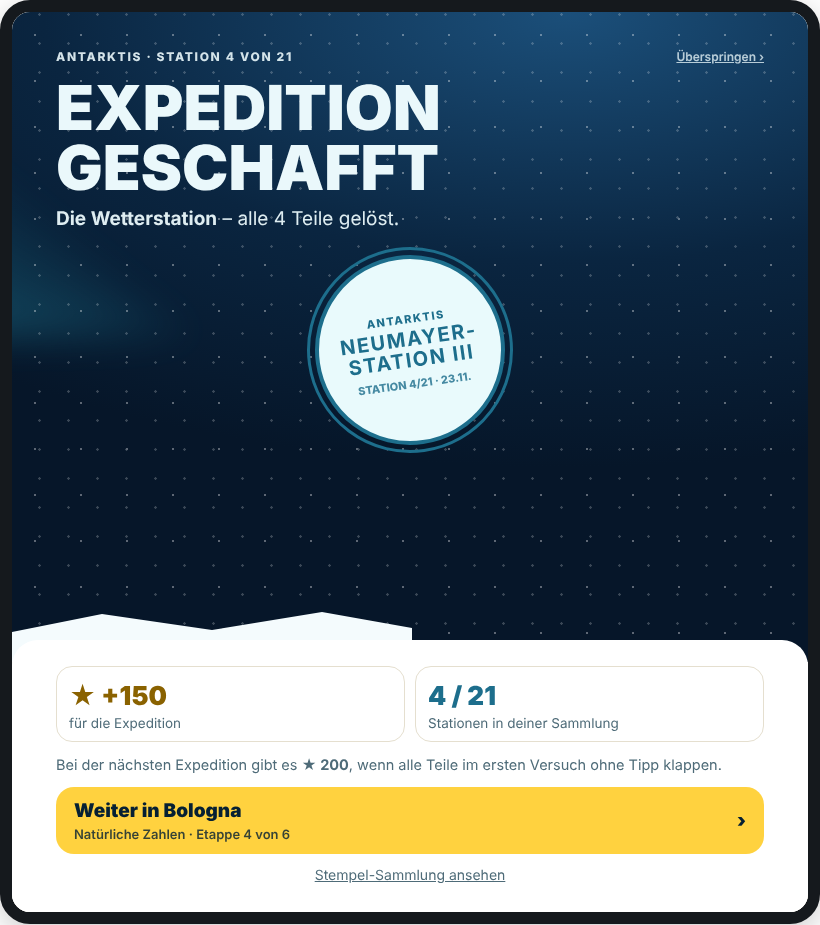 ANTARKTIS · STATION 4 VON 21
Überspringen ›
EXPEDITION
GESCHAFFT
Die Wetterstation – alle 4 Teile gelöst.
ANTARKTIS
NEUMAYER-
STATION III
STATION 4/21 · 23.11.
★ +150
für die Expedition
4 / 21
Stationen in deiner Sammlung
Bei der nächsten Expedition gibt es ★ 200, wenn alle Teile im ersten Versuch ohne Tipp klappen.
Weiter in Bologna
›
Natürliche Zahlen · Etappe 4 von 6
Stempel-Sammlung ansehen